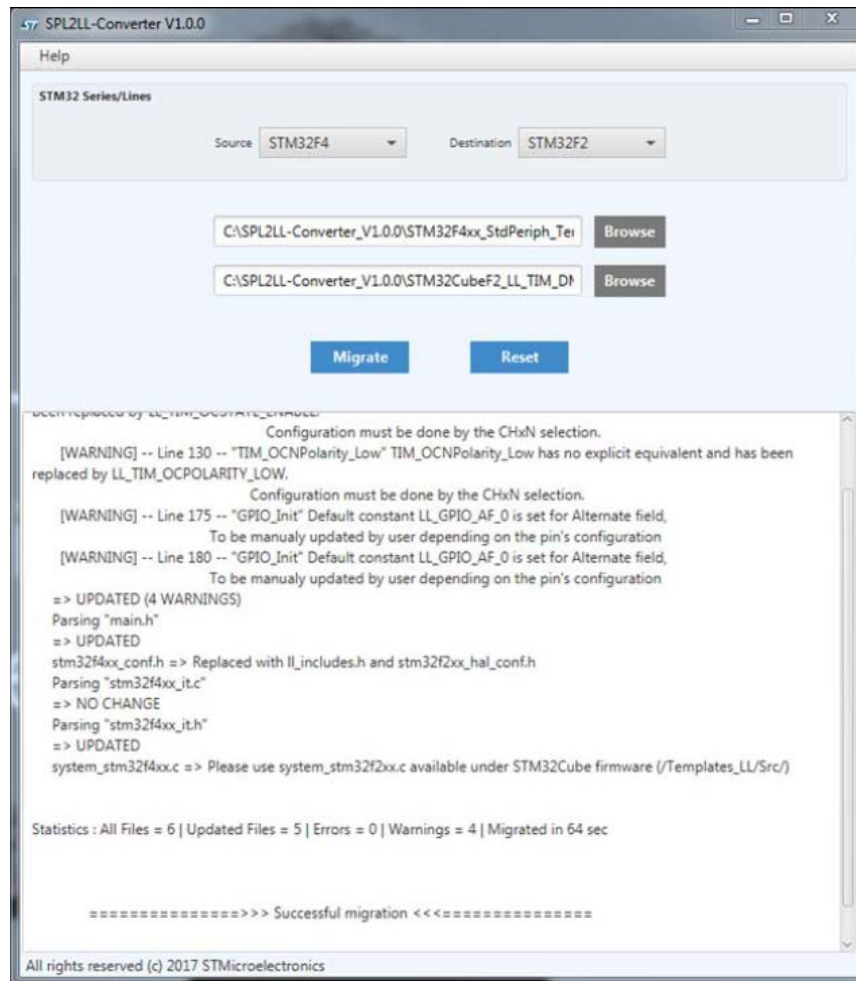 ST SPL2LL-Converter V1.0.0
Help
STM32 Series/Lines
Source STM32F4 Destination STM32F2
C:\SPL2LL-Converter_V1.0.0\STM32F4xx_StdPeriph_Te Browse
C:\SPL2LL-Converter_V1.0.0\STM32CubeF2_LL_TIM_DM Browse
Migrate Reset
been replaced by LL_TIM_OCSTATE_ENABLE.
Configuration must be done by the CHxN selection.
[WARNING] -- Line 130 -- "TIM_OCNPolarity_Low" TIM_OCNPolarity_Low has no explicit equivalent and has been
replaced by LL_TIM_OCPOLARITY_LOW.
Configuration must be done by the CHxN selection.
[WARNING] -- Line 175 -- "GPIO_Init" Default constant LL_GPIO_AF_0 is set for Alternate field,
To be manualy updated by user depending on the pin's configuration
[WARNING] -- Line 180 -- "GPIO_Init" Default constant LL_GPIO_AF_0 is set for Alternate field,
To be manualy updated by user depending on the pin's configuration
=> UPDATED (4 WARNINGS)
Parsing "main.h"
=> UPDATED
stm32f4xx_conf.h => Replaced with ll_includes.h and stm32f2xx_hal_conf.h
Parsing "stm32f4xx_it.c"
=> NO CHANGE
Parsing "stm32f4xx_it.h"
=> UPDATED
system_stm32f4xx.c => Please use system_stm32f2xx.c available under STM32Cube firmware (/Templates_LL/Src/)
Statistics : All Files = 6 | Updated Files = 5 | Errors = 0 | Warnings = 4 | Migrated in 64 sec
===============>>> Successful migration <<<===============
All rights reserved (c) 2017 STMicroelectronics